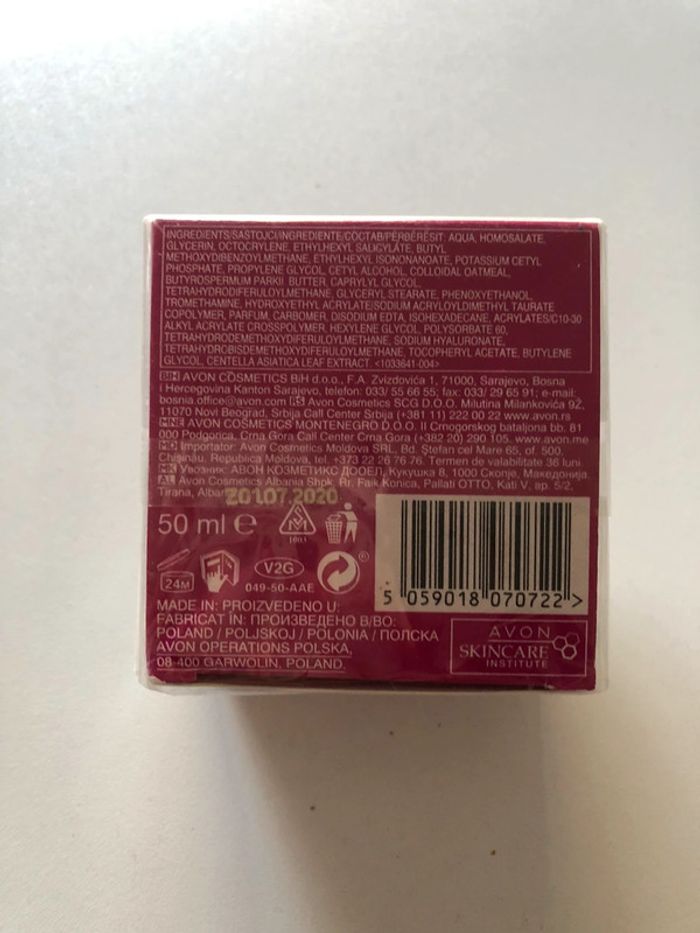 INGREDIENTS/SASTOJCI/INGREDIENTE/СОСТАВ/PËRBËRËSIT: AQUA, HOMOSALATE,
GLYCERIN, OCTOCRYLENE, ETHYLHEXYL SALICYLATE, BUTYL
METHOXYDIBENZOYLMETHANE, ETHYLHEXYL ISONONANOATE, POTASSIUM CETYL
PHOSPHATE, PROPYLENE GLYCOL, CETYL ALCOHOL, COLLOIDAL OATMEAL,
BUTYROSPERMUM PARKII, BUTTER, CAPRYLYL GLYCOL,
TETRAHYDRODIFERULOYLMETHANE, GLYCERYL STEARATE, PHENOXYETHANOL,
TROMETHAMINE, HYDROXYETHYL ACRYLATE/SODIUM ACRYLOYLDIMETHYL TAURATE
COPOLYMER, PARFUM, CARBOMER, DISODIUM EDTA, ISOHEXADECANE, ACRYLATES/C10-30
ALKYL ACRYLATE CROSSPOLYMER, HEXYLENE GLYCOL, POLYSORBATE 60,
TETRAHYDRODEMETHOXYDIFERULOYLMETHANE, SODIUM HYALURONATE,
TETRAHYDROBISDEMETHOXYDIFERULOYLMETHANE, TOCOPHERYL ACETATE, BUTYLENE
GLYCOL, CENTELLA ASIATICA LEAF EXTRACT. <1033641-004>
BIH AVON COSMETICS BiH d.o.o., F.A. Zvizdovića 1, 71000, Sarajevo, Bosna
i Hercegovina Kanton Sarajevo, telefon: 033/ 55 66 55; fax: 033/ 29 65 91; e-mail:
bosnia.office@avon.com RS Avon Cosmetics SCG D.O.O. Milutina Milankovića 9Ž,
11070 Novi Beograd, Srbija Call Center Srbija (+381 11) 222 00 22 www.avon.rs
MNE AVON COSMETICS MONTENEGRO D.O.O. II Crnogorskog bataljona bb. 81
000 Podgorica, Crna Gora Call Center Crna Gora (+382 20) 290 105. www.avon.me
MD Importator: Avon Cosmetics Moldova SRL, Bd. Ştefan cel Mare 65, of. 500,
Chişinău, Republica Moldova, tel. +373 22 26 76 76. Termen de valabilitate 36 luni.
MK Увозник: АВОН КОЗМЕТИКС ДООЕЛ, Кукушка 8, 1000 Скопје, Македонија
AL Avon Cosmetics Albania Shpk, Rr. Faik Konica, Pallati OTTO, Kati V, ap. 5/2,
Tirana,
Z01.07.2020
50 ml e
24M
V2G
049-50-AAE
5 059018 070722 >
MADE IN: PROIZVEDENO U:
FABRICAT IN: ПРОИЗВЕДЕНО В/ВО:
POLAND / POLJSKOJ / POLONIA / ПОЛСКА
AVON OPERATIONS POLSKA,
08-400 GARWOLIN, POLAND.
AVON
SKINCARE
INSTITUTE